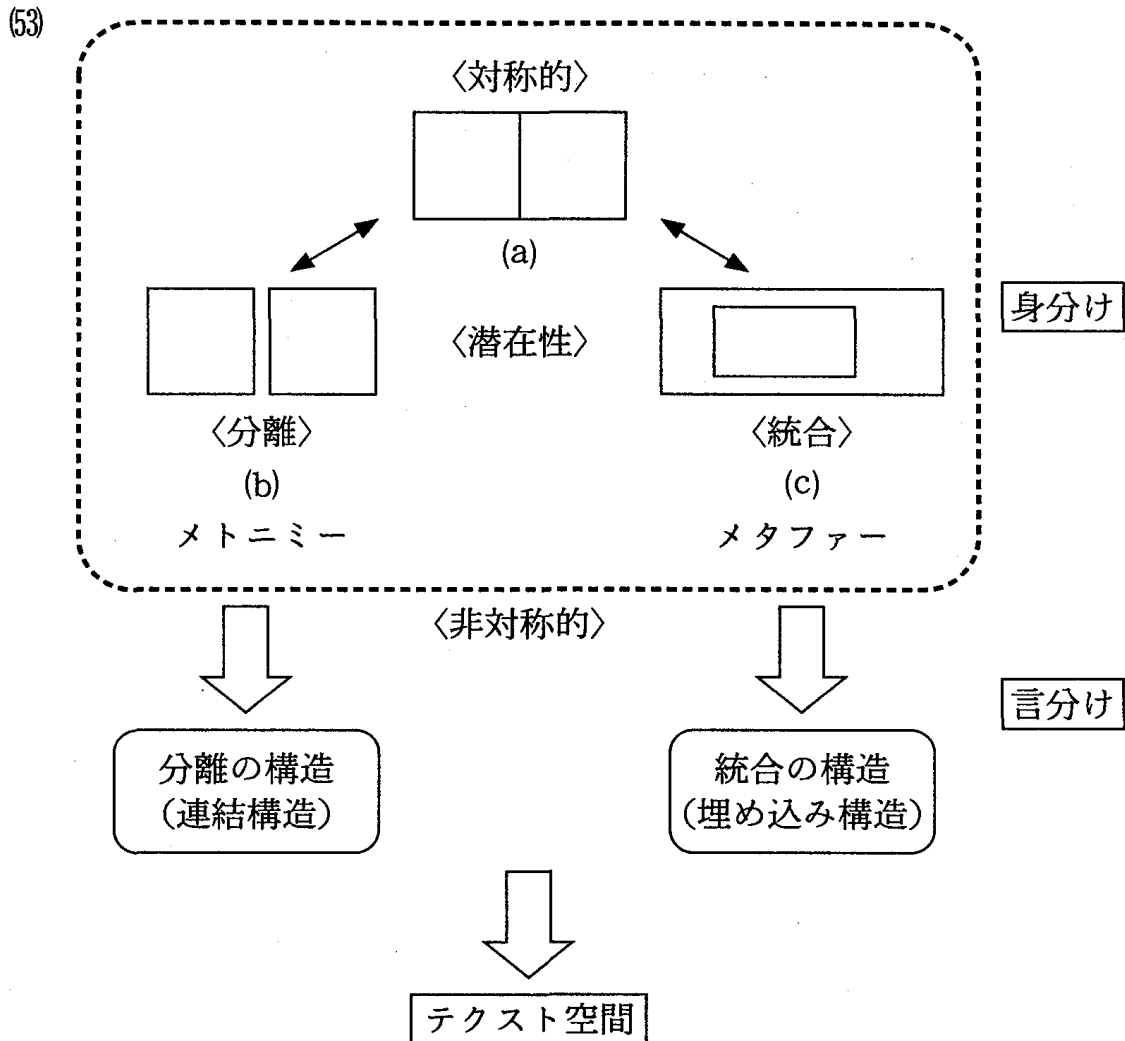 (53)
〈対称的〉
(a)
〈潜在性〉
身分け
〈分離〉
〈統合〉
(b)
(c)
メトニミー
メタファー
〈非対称的〉
言分け
分離の構造
(連結構造)
統合の構造
(埋め込み構造)
テクスト空間